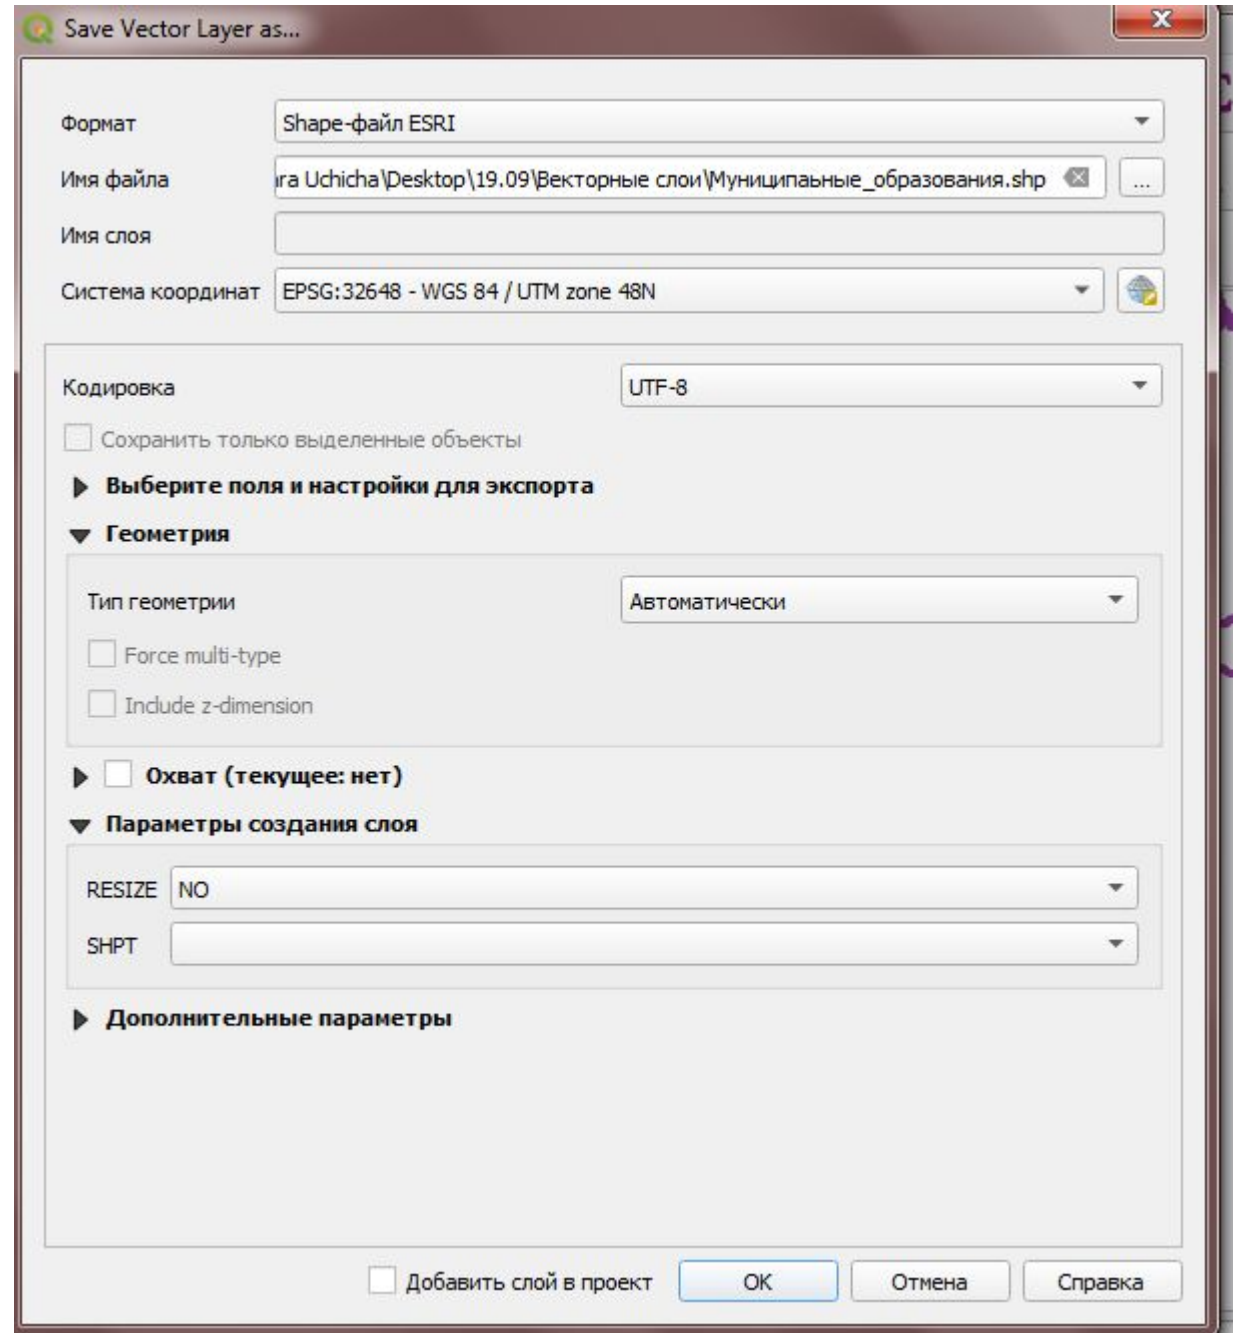 Save Vector Layer as...
Формат Shape-файл ESRI
Имя файла ara Uchicha\Desktop\19.09\Векторные слои\Муниципаьные_образования.shp ...
Имя слоя
Система координат EPSG:32648 - WGS 84 / UTM zone 48N
Кодировка UTF-8
Сохранить только выделенные объекты
Выберите поля и настройки для экспорта
Геометрия
Тип геометрии Автоматически
Force multi-type
Include z-dimension
Охват (текущее: нет)
Параметры создания слоя
RESIZE NO
SHPT
Дополнительные параметры
Добавить слой в проект OK Отмена Справка